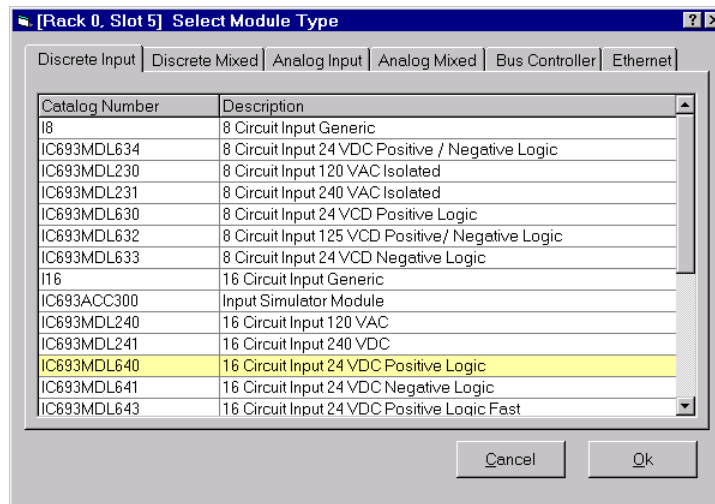 [Rack 0, Slot 5] Select Module Type
Discrete Input Discrete Mixed Analog Input Analog Mixed Bus Controller Ethernet
Catalog Number Description
I8 8 Circuit Input Generic
IC693MDL634 8 Circuit Input 24 VDC Positive / Negative Logic
IC693MDL230 8 Circuit Input 120 VAC Isolated
IC693MDL231 8 Circuit Input 240 VAC Isolated
IC693MDL630 8 Circuit Input 24 VCD Positive Logic
IC693MDL632 8 Circuit Input 125 VCD Positive/ Negative Logic
IC693MDL633 8 Circuit Input 24 VCD Negative Logic
I16 16 Circuit Input Generic
IC693ACC300 Input Simulator Module
IC693MDL240 16 Circuit Input 120 VAC
IC693MDL241 16 Circuit Input 240 VDC
IC693MDL640 16 Circuit Input 24 VDC Positive Logic
IC693MDL641 16 Circuit Input 24 VDC Negative Logic
IC693MDL643 16 Circuit Input 24 VDC Positive Logic Fast
Cancel Ok